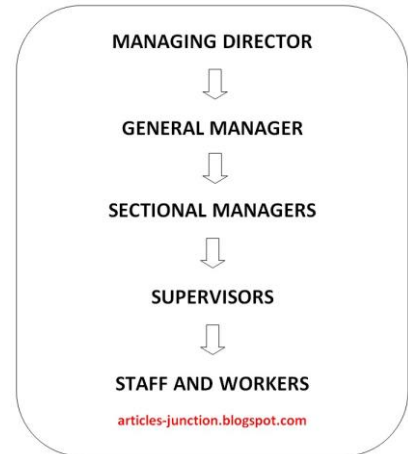 MANAGING DIRECTOR
GENERAL MANAGER
SECTIONAL MANAGERS
SUPERVISORS
STAFF AND WORKERS
articles-junction.blogspot.com